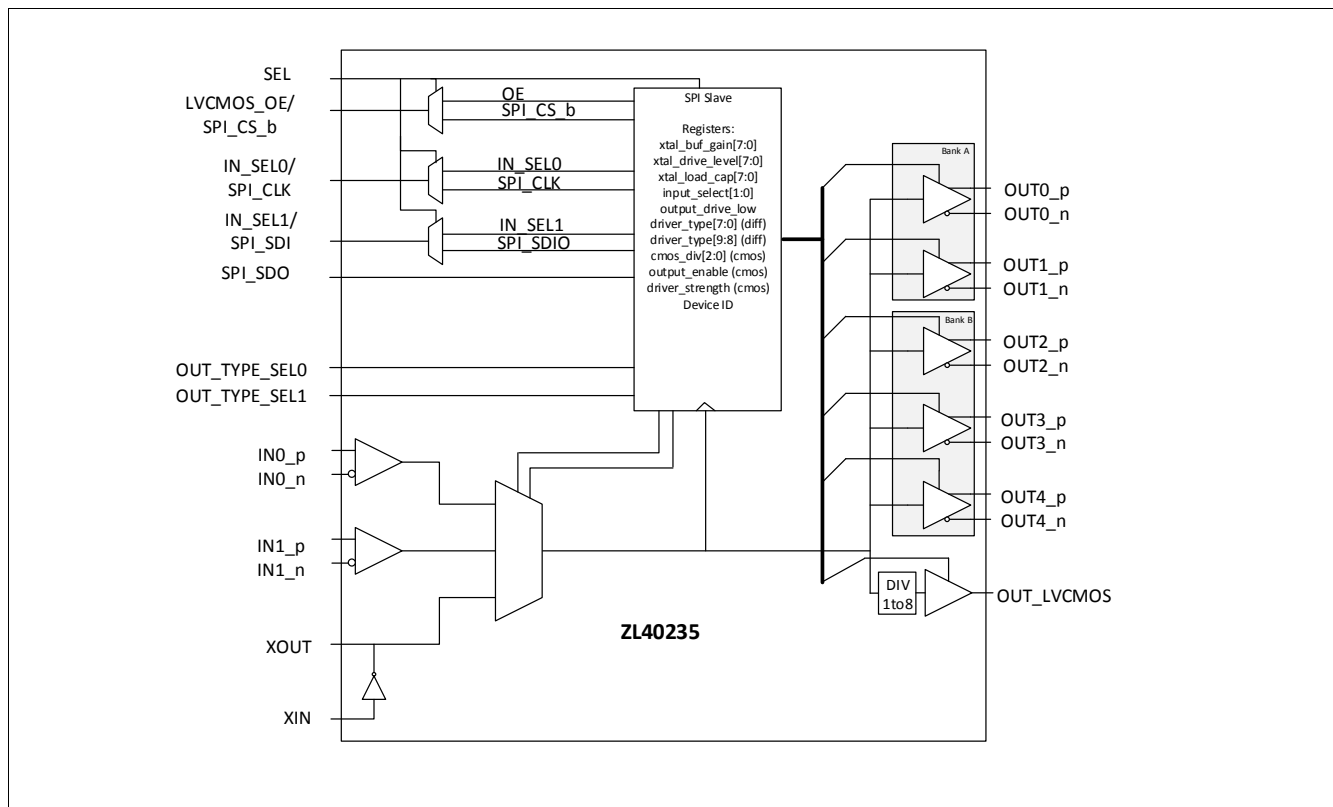 SEL
LVCMOS_OE/
SPI_CS_b
IN_SEL0/
SPI_CLK
IN_SEL1/
SPI_SDI
SPI_SDO
OUT_TYPE_SEL0
OUT_TYPE_SEL1
IN0_p
IN0_n
IN1_p
IN1_n
XOUT
XIN
OE
SPI_CS_b
IN_SEL0
SPI_CLK
IN_SEL1
SPI_SDIO
SPI Slave
Registers:
xtal_buf_gain[7:0]
xtal_drive_level[7:0]
xtal_load_cap[7:0]
input_select[1:0]
output_drive_low
driver_type[7:0] (diff)
driver_type[9:8] (diff)
cmos_div[2:0] (cmos)
output_enable (cmos)
driver_strength (cmos)
Device ID
Bank A
OUT0_p
OUT0_n
OUT1_p
OUT1_n
Bank B
OUT2_p
OUT2_n
OUT3_p
OUT3_n
OUT4_p
OUT4_n
DIV
1to8
OUT_LVCMOS
ZL40235